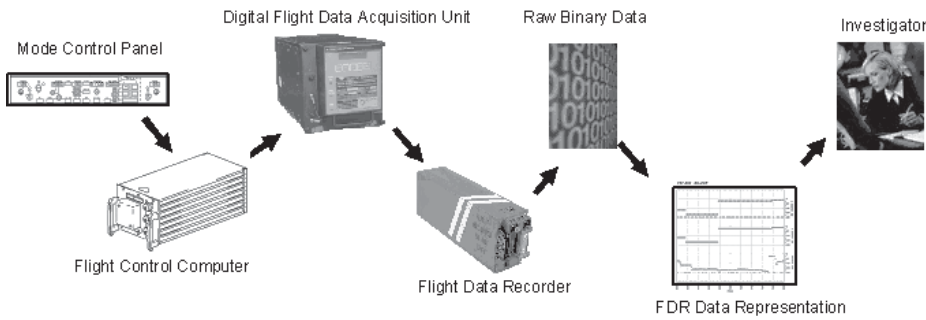 Digital Flight Data Acquisition Unit
Raw Binary Data
Investigator
Mode Control Panel
Flight Control Computer
Flight Data Recorder
FDR Data Representation